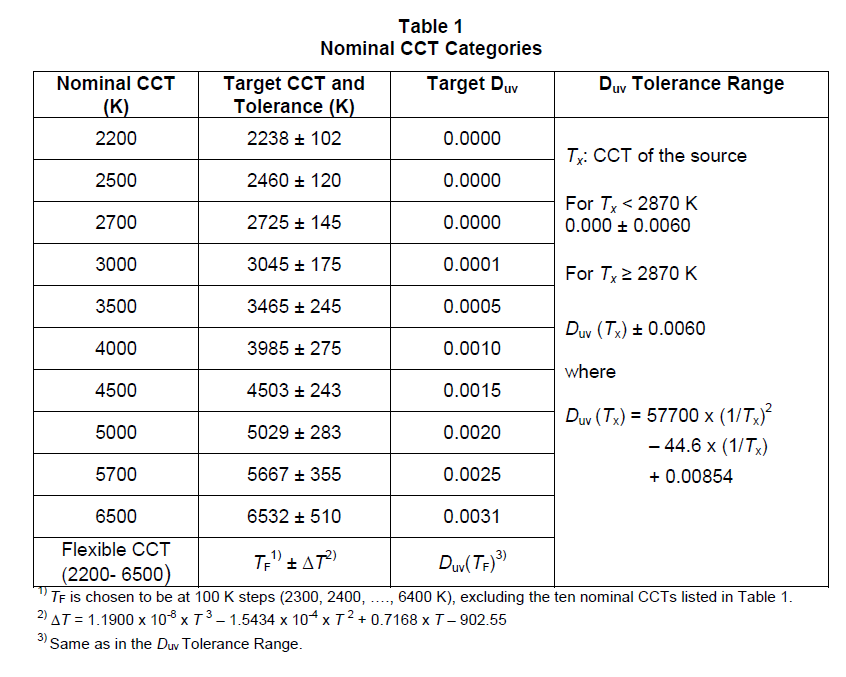 Table 1
Nominal CCT Categories
Nominal CCT (K) Target CCT and Tolerance (K) Target Duv Duv Tolerance Range
2200 2238 ± 102 0.0000
2500 2460 ± 120 0.0000
2700 2725 ± 145 0.0000
3000 3045 ± 175 0.0001
3500 3465 ± 245 0.0005
4000 3985 ± 275 0.0010
4500 4503 ± 243 0.0015
5000 5029 ± 283 0.0020
5700 5667 ± 355 0.0025
6500 6532 ± 510 0.0031
Flexible CCT (2200- 6500) TF1) ± ΔT2) Duv(TF)3)
Tx: CCT of the source
For Tx < 2870 K
0.000 ± 0.0060
For Tx ≥ 2870 K
Duv (Tx) ± 0.0060
where
Duv (Tx) = 57700 x (1/Tx)²
– 44.6 x (1/Tx)
+ 0.00854
1) TF is chosen to be at 100 K steps (2300, 2400, …., 6400 K), excluding the ten nominal CCTs listed in Table 1.
2) ΔT = 1.1900 x 10⁻⁸ x T³ – 1.5434 x 10⁻⁴ x T² + 0.7168 x T – 902.55
3) Same as in the Duv Tolerance Range.